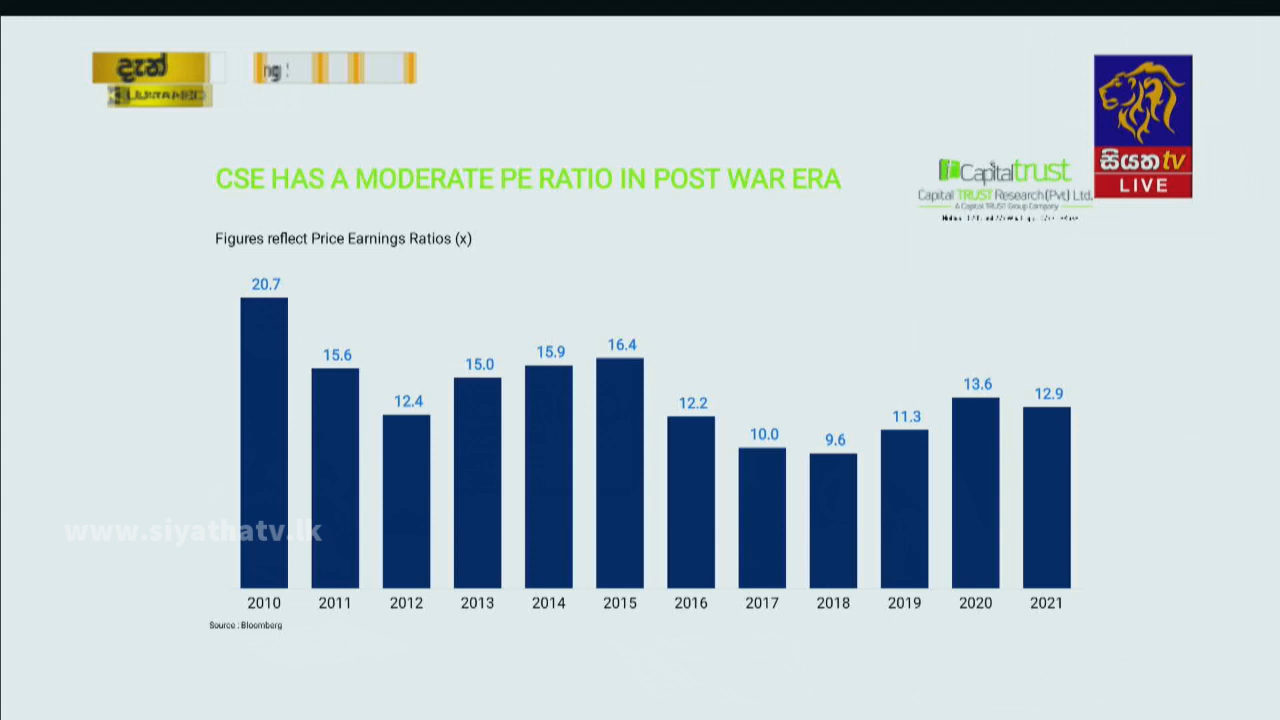 දැන්
ng :
සියත tv
LIVE
CSE HAS A MODERATE PE RATIO IN POST WAR ERA
Capital trust
Capital TRUST Research (Pvt) Ltd.
A Capital TRUST Group Company
Figures reflect Price Earnings Ratios (x)
20.7 15.6 12.4 15.0 15.9 16.4 12.2 10.0 9.6 11.3 13.6 12.9
www.siyathatv.lk
2010 2011 2012 2013 2014 2015 2016 2017 2018 2019 2020 2021
Source : Bloomberg